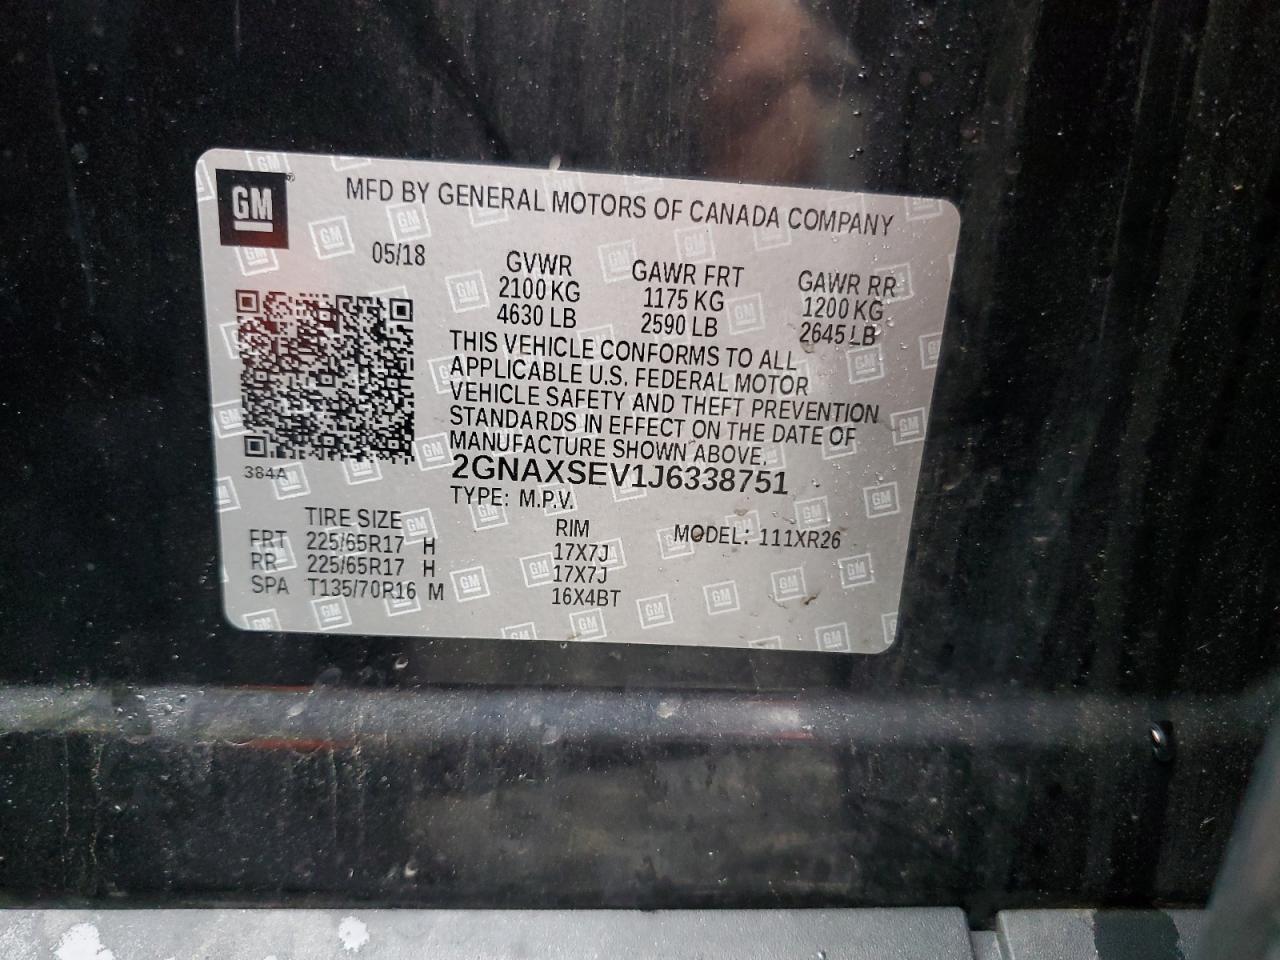 GM
MFD BY GENERAL MOTORS OF CANADA COMPANY
05/18
GVWR GAWR FRT GAWR RR
2100 KG 1175 KG 1200 KG
4630 LB 2590 LB 2645 LB
THIS VEHICLE CONFORMS TO ALL
APPLICABLE U.S. FEDERAL MOTOR
VEHICLE SAFETY AND THEFT PREVENTION
STANDARDS IN EFFECT ON THE DATE OF
MANUFACTURE SHOWN ABOVE.
384A
2GNAXSEV1J6338751
TYPE: M.P.V.
TIRE SIZE RIM MODEL: 111XR26
FRT 225/65R17 H 17X7J
RR 225/65R17 H 17X7J
SPA T135/70R16 M 16X4BT